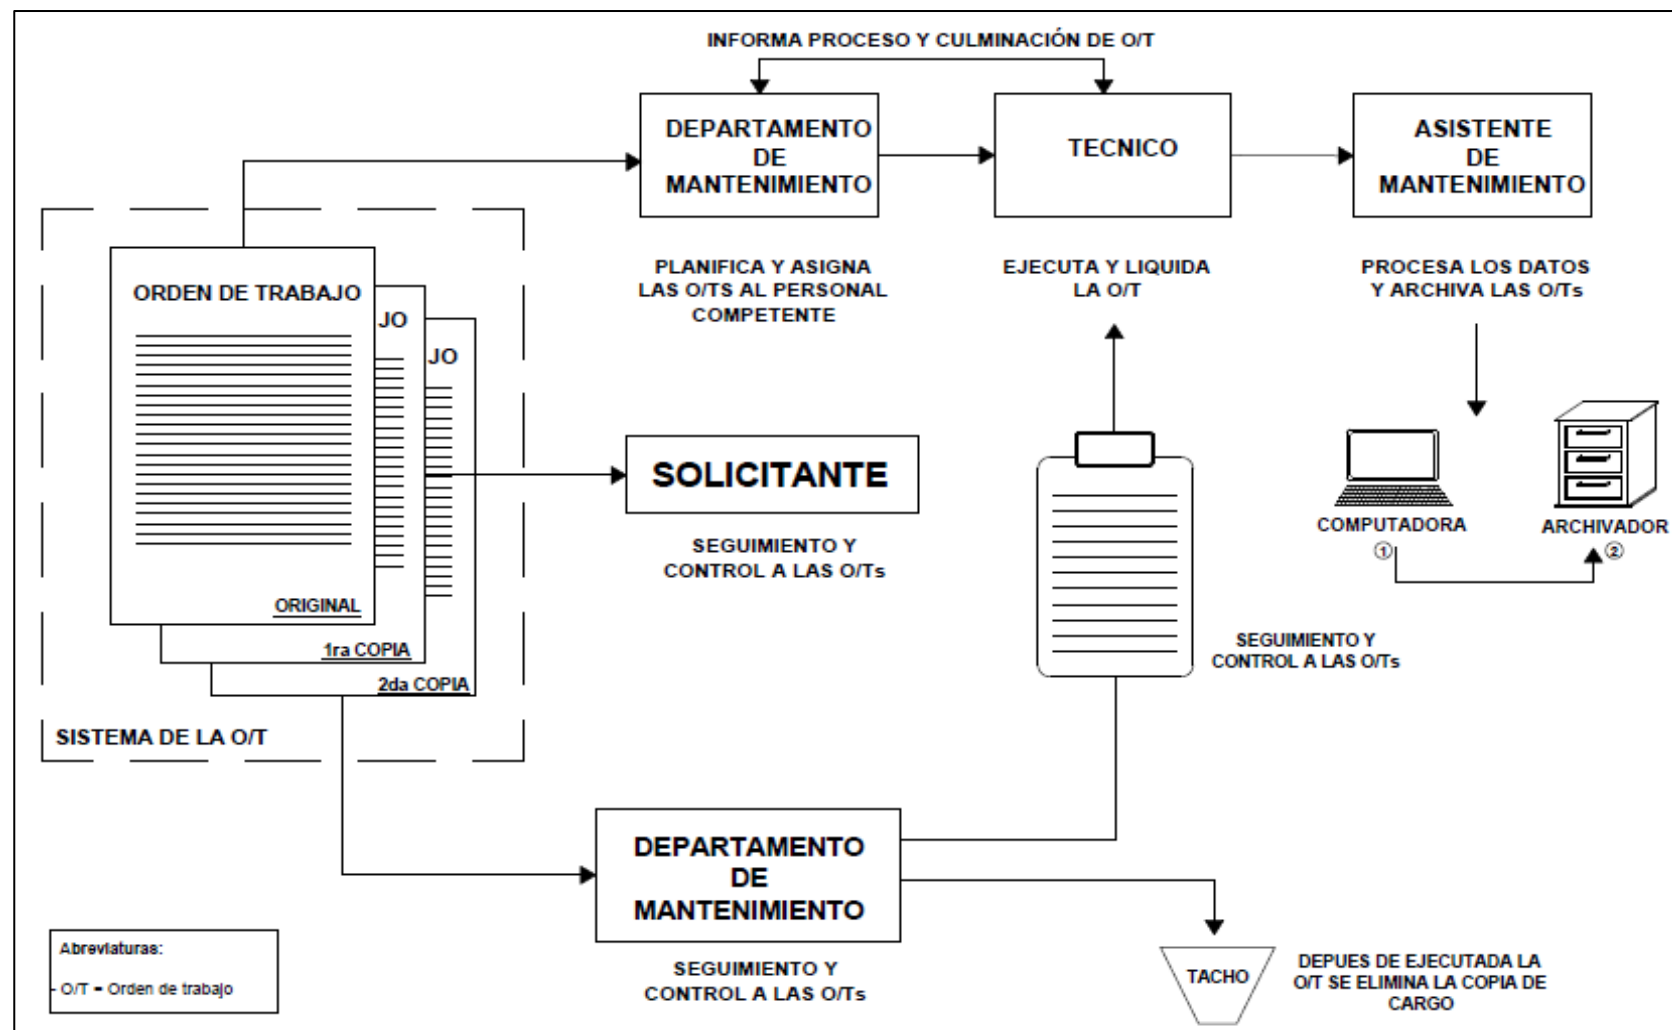 INFORMA PROCESO Y CULMINACIÓN DE O/T
DEPARTAMENTO
DE
MANTENIMIENTO
TECNICO
ASISTENTE
DE
MANTENIMIENTO
PLANIFICA Y ASIGNA
LAS O/TS AL PERSONAL
COMPETENTE
EJECUTA Y LIQUIDA
LA O/T
PROCESA LOS DATOS
Y ARCHIVA LAS O/Ts
ORDEN DE TRABAJO
JO
JO
ORIGINAL
1ra COPIA
2da COPIA
SISTEMA DE LA O/T
SOLICITANTE
SEGUIMIENTO Y
CONTROL A LAS O/Ts
COMPUTADORA
1
ARCHIVADOR
2
SEGUIMIENTO Y
CONTROL A LAS O/Ts
DEPARTAMENTO
DE
MANTENIMIENTO
SEGUIMIENTO Y
CONTROL A LAS O/Ts
TACHO
DEPUES DE EJECUTADA LA
O/T SE ELIMINA LA COPIA DE
CARGO
Abreviaturas:
- O/T = Orden de trabajo